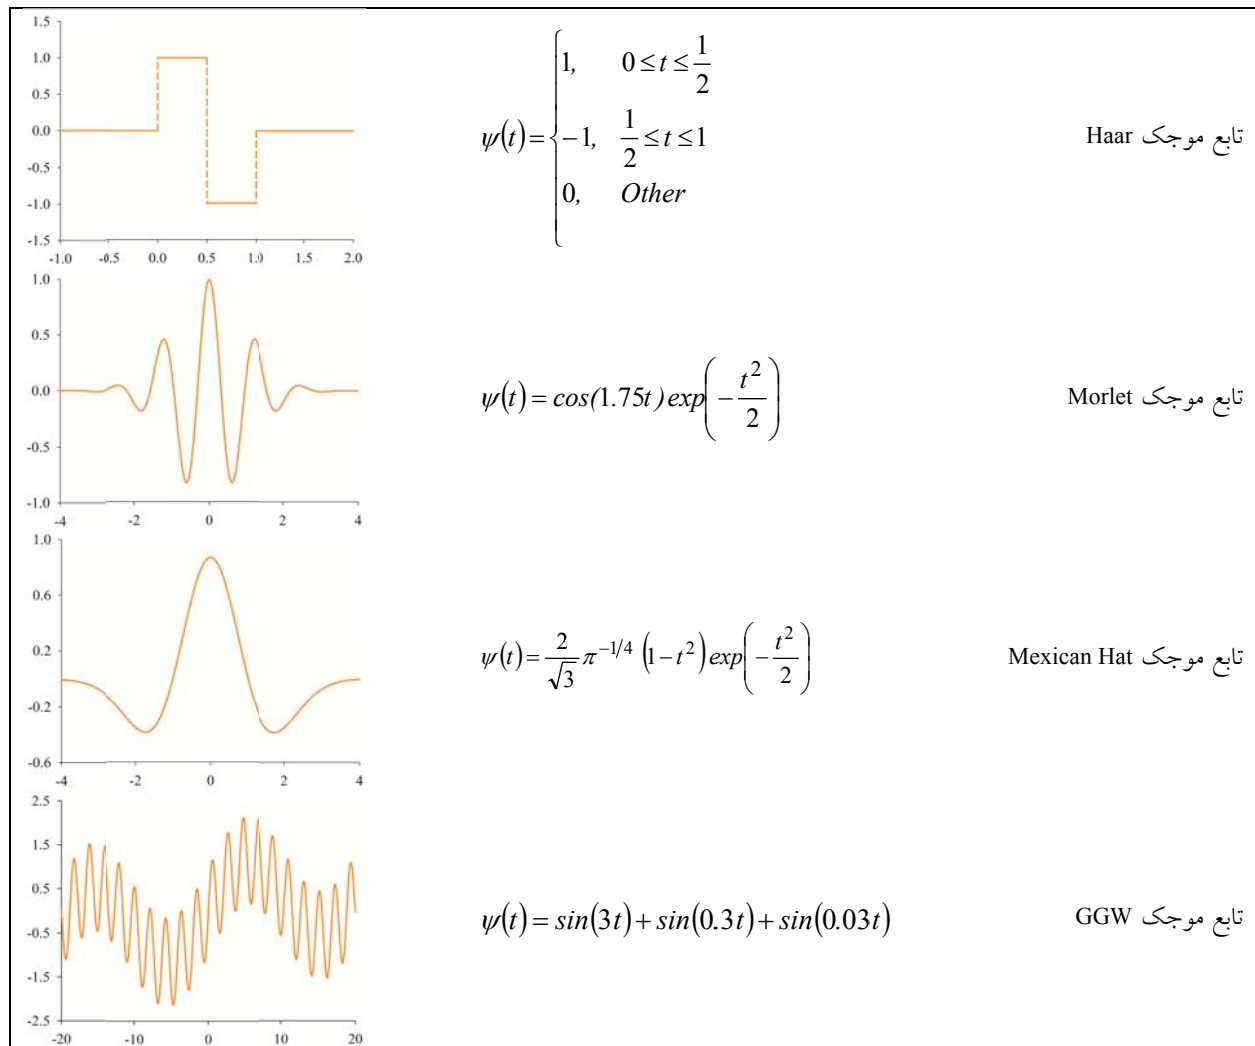 1.5
1.0
0.5
0.0
-0.5
-1.0
-1.5
-1.0 -0.5 0.0 0.5 1.0 1.5 2.0
ψ(t) = { 1, 0 ≤ t ≤ 1/2
-1, 1/2 ≤ t ≤ 1
0, Other
تابع موجک Haar
1.0
0.5
0.0
-0.5
-1.0
-4 -2 0 2 4
ψ(t) = cos(1.75t) exp(-t²/2)
تابع موجک Morlet
1.0
0.6
0.2
-0.2
-0.6
-4 -2 0 2 4
ψ(t) = 2/√3 π^(-1/4) (1-t²) exp(-t²/2)
تابع موجک Mexican Hat
2.5
1.5
0.5
-0.5
-1.5
-2.5
-20 -10 0 10 20
ψ(t) = sin(3t) + sin(0.3t) + sin(0.03t)
تابع موجک GGW